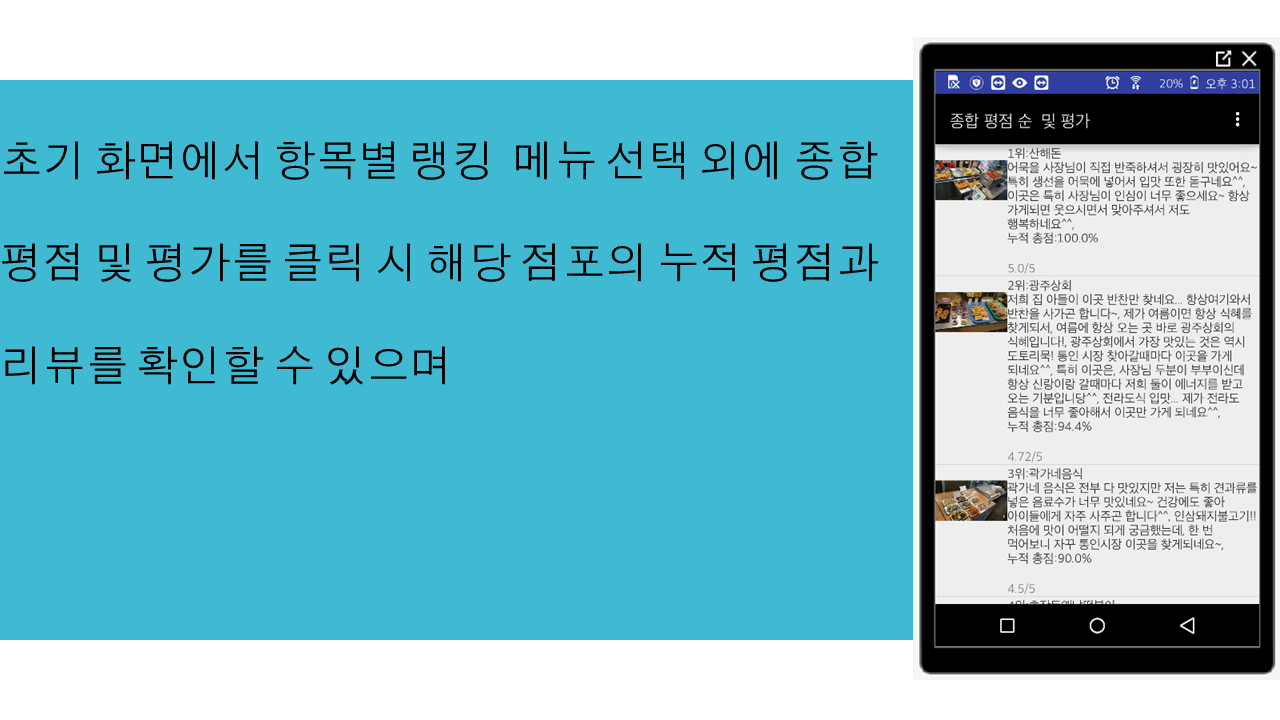 초기 화면에서 항목별 랭킹 메뉴 선택 외에 종합
평점 및 평가를 클릭 시 해당 점포의 누적 평점과
리뷰를 확인할 수 있으며
20% 오후 3:01
종합 평점 순 및 평가
1위:산해돈
어묵을 사장님이 직접 반죽하셔서 굉장히 맛있어요~
특히 생선을 어묵에 넣어서 입맛 또한 돋구네요^^,
이곳은 특히 사장님이 인심이 너무 좋으세요~ 항상
가게되면 웃으시면서 맞아주셔서 저도
행복하네요^^,
누적 총점:100.0%
5.0/5
2위:광주상회
저희 집 아들이 이곳 반찬만 찾네요... 항상여기와서
반찬을 사가곤 합니다~, 제가 여름이면 항상 식혜를
찾게되서, 여름에 항상 오는 곳 바로 광주상회의
식혜입니다!, 광주상회에서 가장 맛있는 것은 역시
도토리묵! 통인 시장 찾아갈때마다 이곳을 가게
되네요^^, 특히 이곳은, 사장님 두분이 부부이신데
항상 신랑이랑 갈때마다 저희 둘이 에너지를 받고
오는 기분입니당^^, 전라도식 입맛... 제가 전라도
음식을 너무 좋아해서 이곳만 가게 되네요^^,
누적 총점:94.4%
4.72/5
3위:곽가네음식
곽가네 음식은 전부 다 맛있지만 저는 특히 견과류를
넣은 음료수가 너무 맛있네요~ 건강에도 좋아
아이들에게 자주 사주곤 합니다^^, 인삼돼지불고기!!
처음에 맛이 어떨지 되게 궁금했는데, 한 번
먹어보니 자꾸 통인시장 이곳을 찾게되네요~,
누적 총점:90.0%
4.5/5